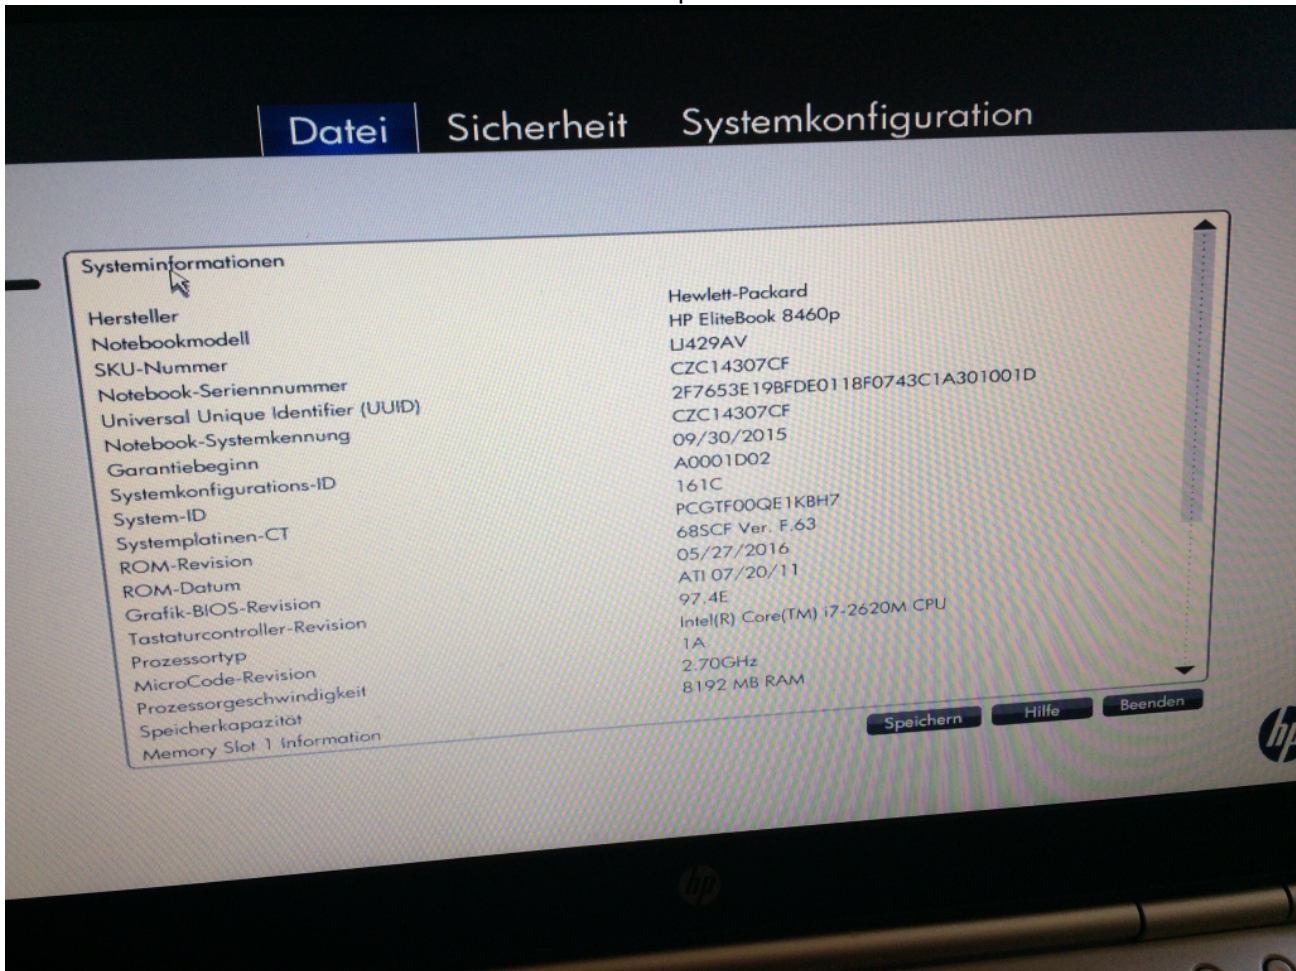 Datei Sicherheit Systemkonfiguration
Systeminformationen
Hersteller Hewlett-Packard
Notebookmodell HP EliteBook 8460p
SKU-Nummer LJ429AV
Notebook-Seriennnummer CZC14307CF
Universal Unique Identifier (UUID) 2F7653E19BFDE0118F0743C1A301001D
Notebook-Systemkennung CZC14307CF
Garantiebeginn 09/30/2015
Systemkonfigurations-ID A0001D02
System-ID 161C
Systemplatinen-CT PCGTF00QE1KBH7
ROM-Revision 68SCF Ver. F.63
ROM-Datum 05/27/2016
Grafik-BIOS-Revision ATI 07/20/11
Tastaturcontroller-Revision 97.4E
Prozessortyp Intel(R) Core(TM) i7-2620M CPU
MicroCode-Revision 1A
Prozessorgeschwindigkeit 2.70GHz
Speicherkapazität 8192 MB RAM
Memory Slot 1 Information
Speichern Hilfe Beenden
hp
hp